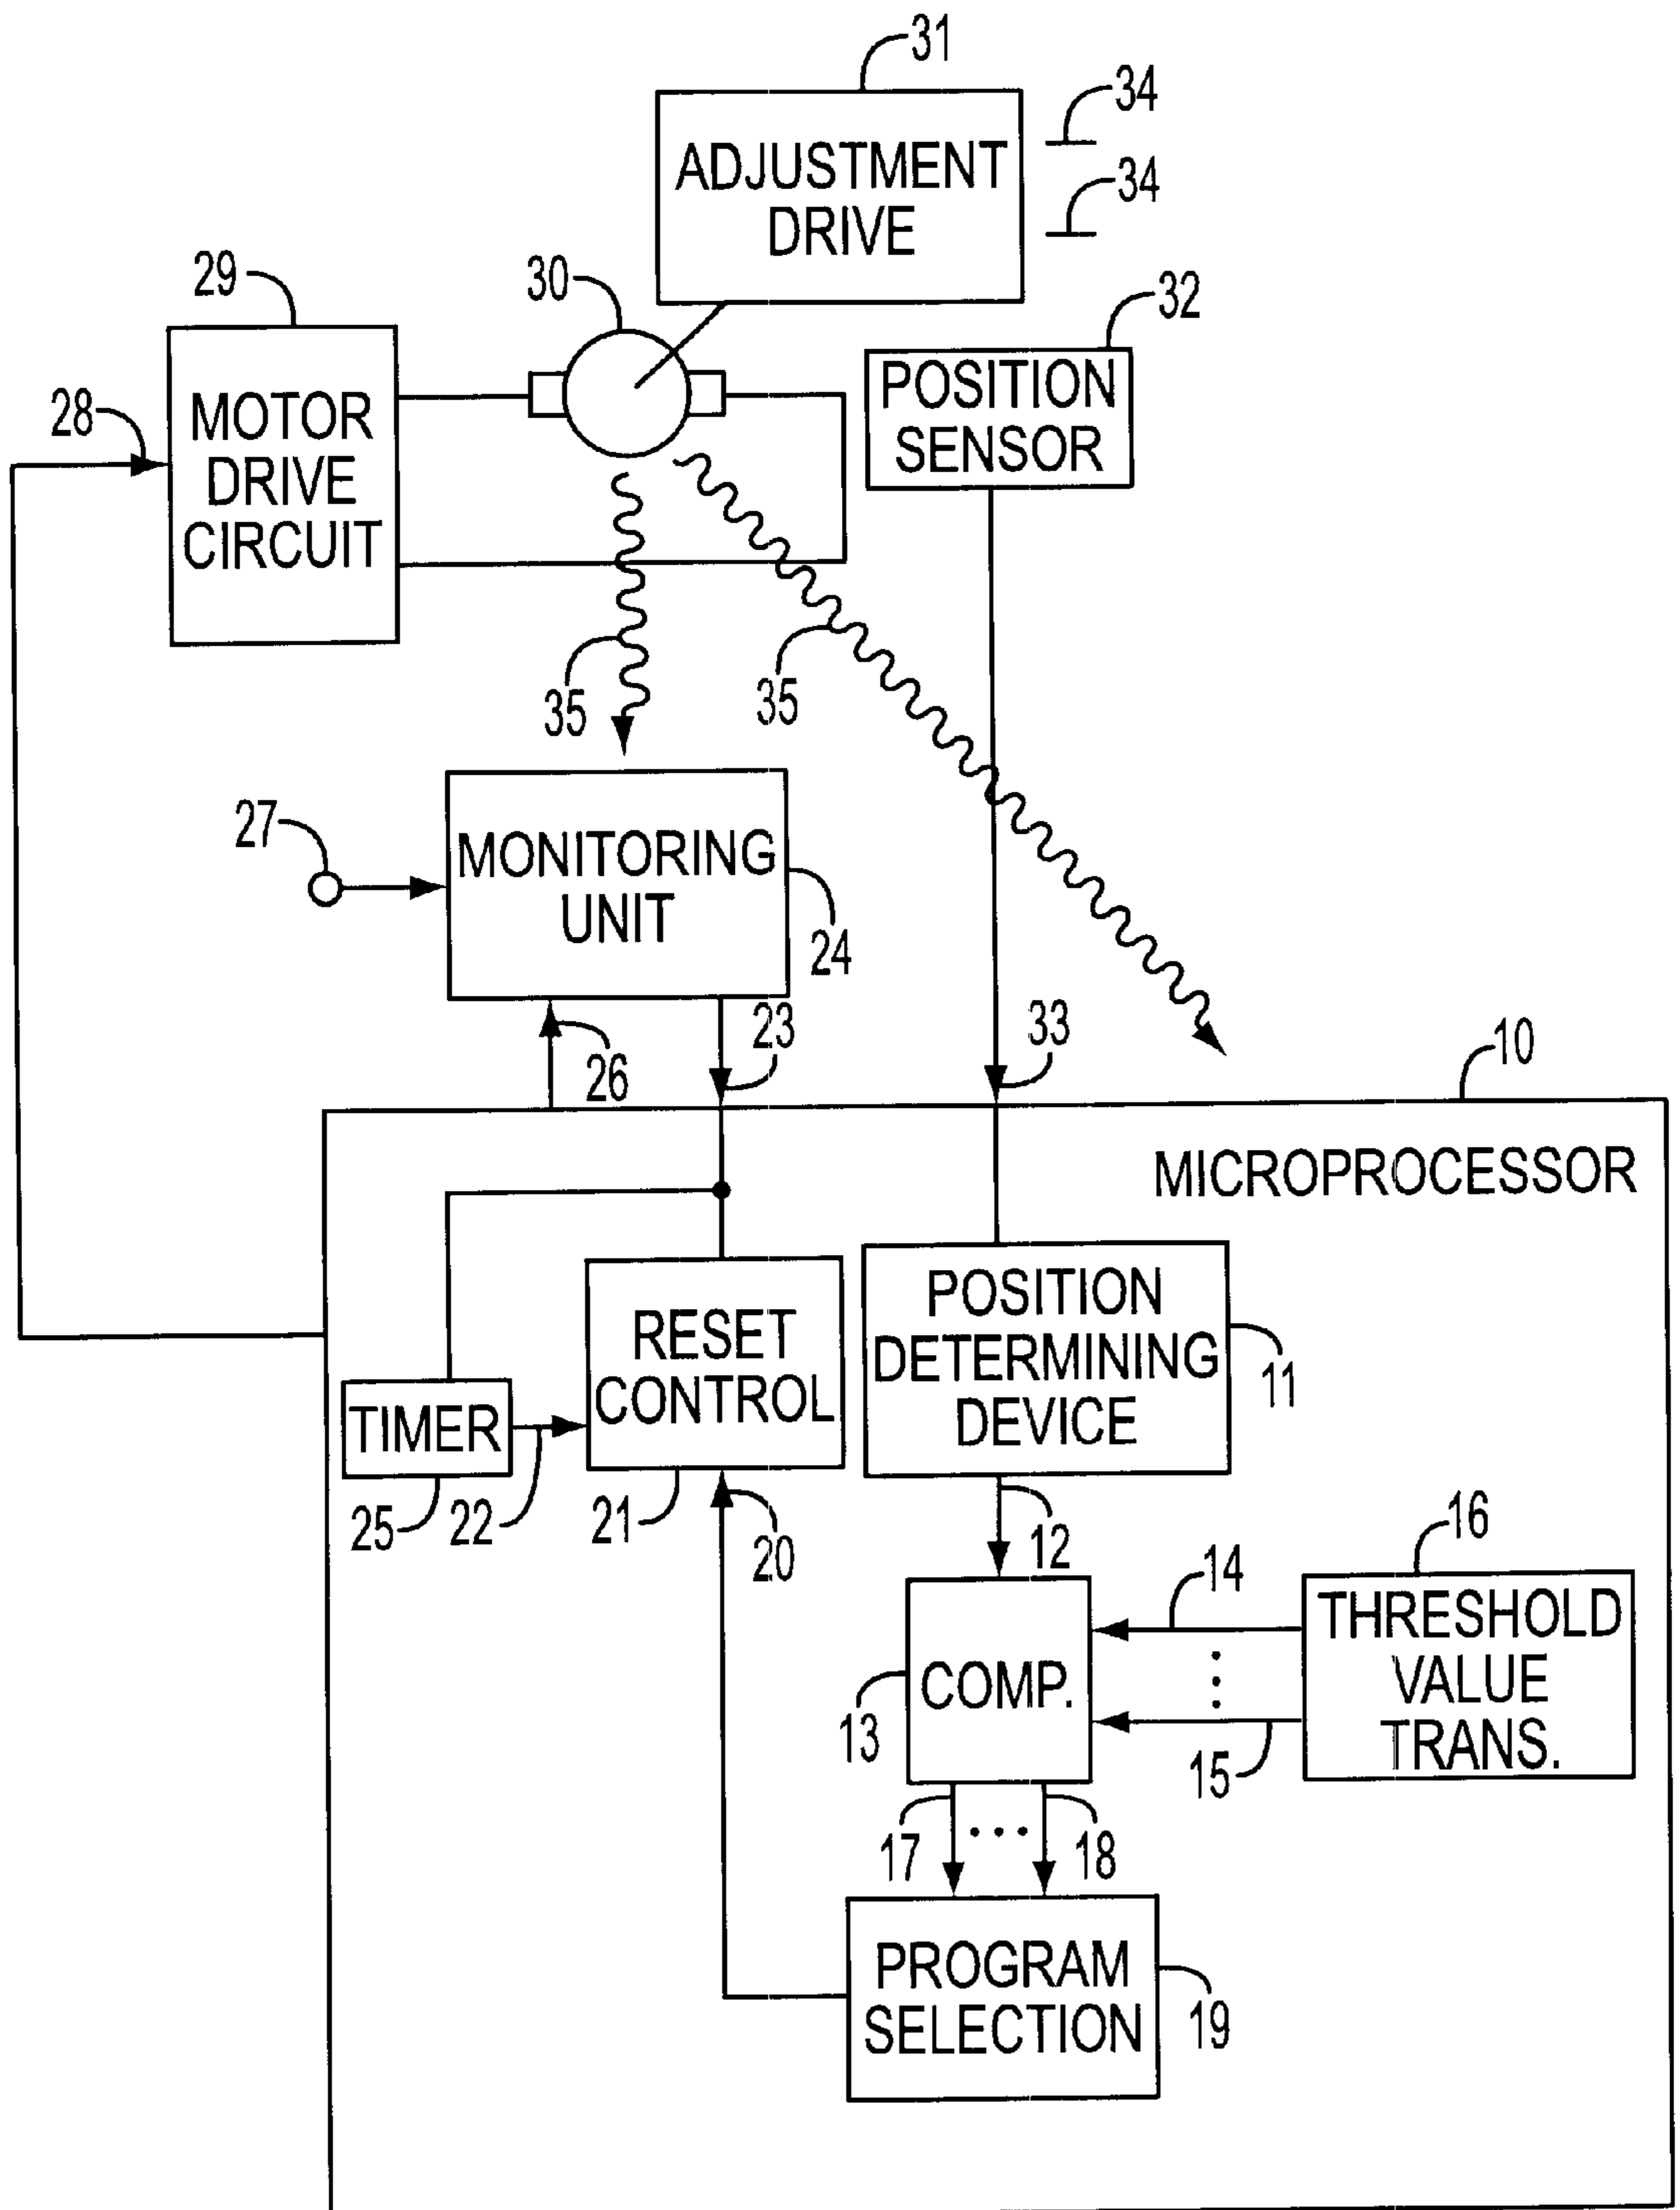 31
34
ADJUSTMENT
DRIVE
34
29
30
32
MOTOR
DRIVE
CIRCUIT
POSITION
SENSOR
28
35
35
27
MONITORING
UNIT
24
26
23
33
10
MICROPROCESSOR
RESET
CONTROL
POSITION
DETERMINING
DEVICE
11
TIMER
25
22
21
20
12
14
16
COMP.
13
THRESHOLD
VALUE
TRANS.
15
17
18
PROGRAM
SELECTION
19